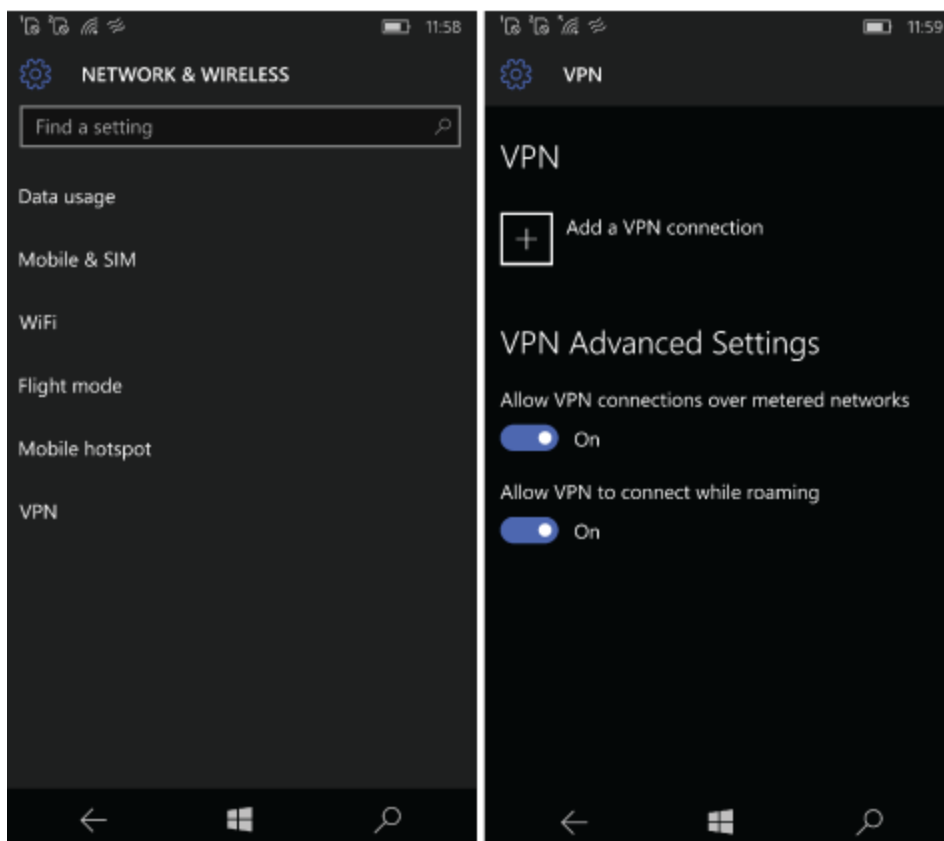 11:58
NETWORK & WIRELESS
Find a setting
Data usage
Mobile & SIM
WiFi
Flight mode
Mobile hotspot
VPN
11:59
VPN
VPN
Add a VPN connection
VPN Advanced Settings
Allow VPN connections over metered networks
On
Allow VPN to connect while roaming
On